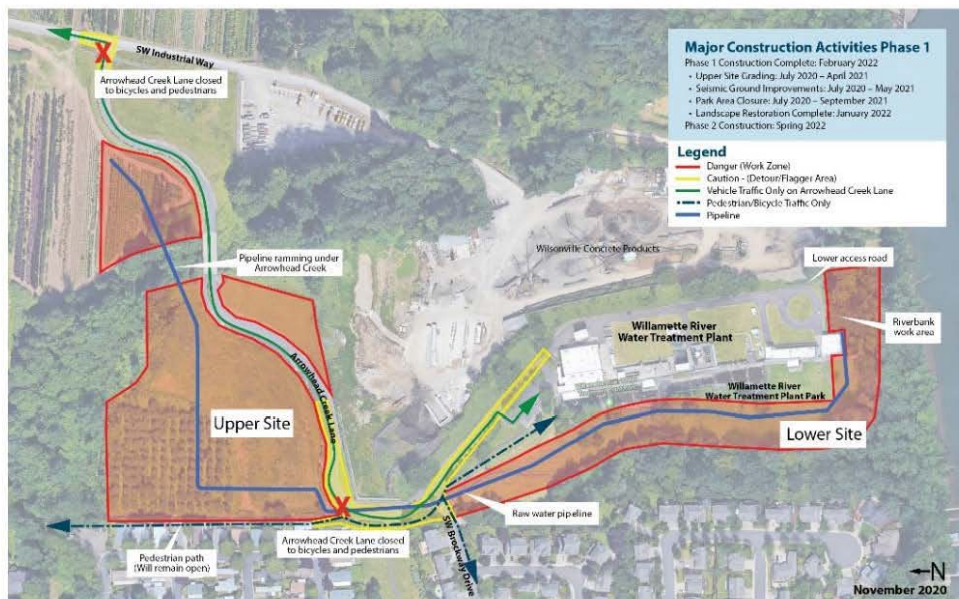 SW Industrial Way
Arrowhead Creek Lane closed
to bicycles and pedestrians
Major Construction Activities Phase 1
Phase 1 Construction Complete: February 2022
• Upper Site Grading: July 2020 – April 2021
• Seismic Ground Improvements: July 2020 – May 2021
• Park Area Closure: July 2020 – September 2021
• Landscape Restoration Complete: January 2022
Phase 2 Construction: Spring 2022
Legend
Danger (Work Zone)
Caution - (Detour/Flagger Area)
Vehicle Traffic Only on Arrowhead Creek Lane
Pedestrian/Bicycle Traffic Only
Pipeline
Pipeline ramming under
Arrowhead Creek
Wilsonville Concrete Products
Lower access road
Riverbank
work area
Willamette River
Water Treatment Plant
Arrowhead Creek Lane
Willamette River
Water Treatment Plant Park
Upper Site
Lower Site
Raw water pipeline
Arrowhead Creek Lane closed
to bicycles and pedestrians
SW Brockway Drive
Pedestrian path
(Will remain open)
N
November 2020